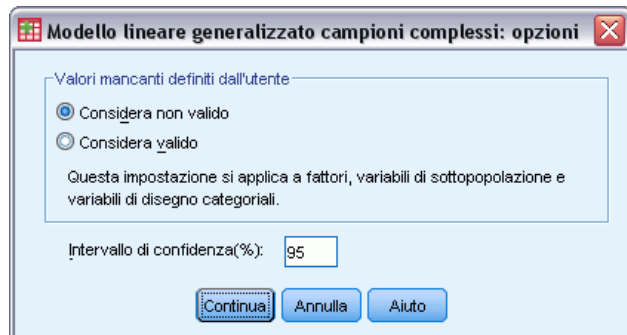 Modello lineare generalizzato campioni complessi: opzioni
Valori mancanti definiti dall'utente
Considera non valido
Considera valido
Questa impostazione si applica a fattori, variabili di sottopopolazione e
variabili di disegno categoriali.
Intervallo di confidenza(%): 95
Continua Annulla Aiuto